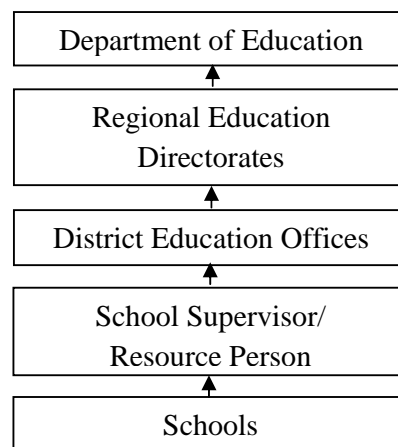 Department of Education
Regional Education
Directorates
District Education Offices
School Supervisor/
Resource Person
Schools